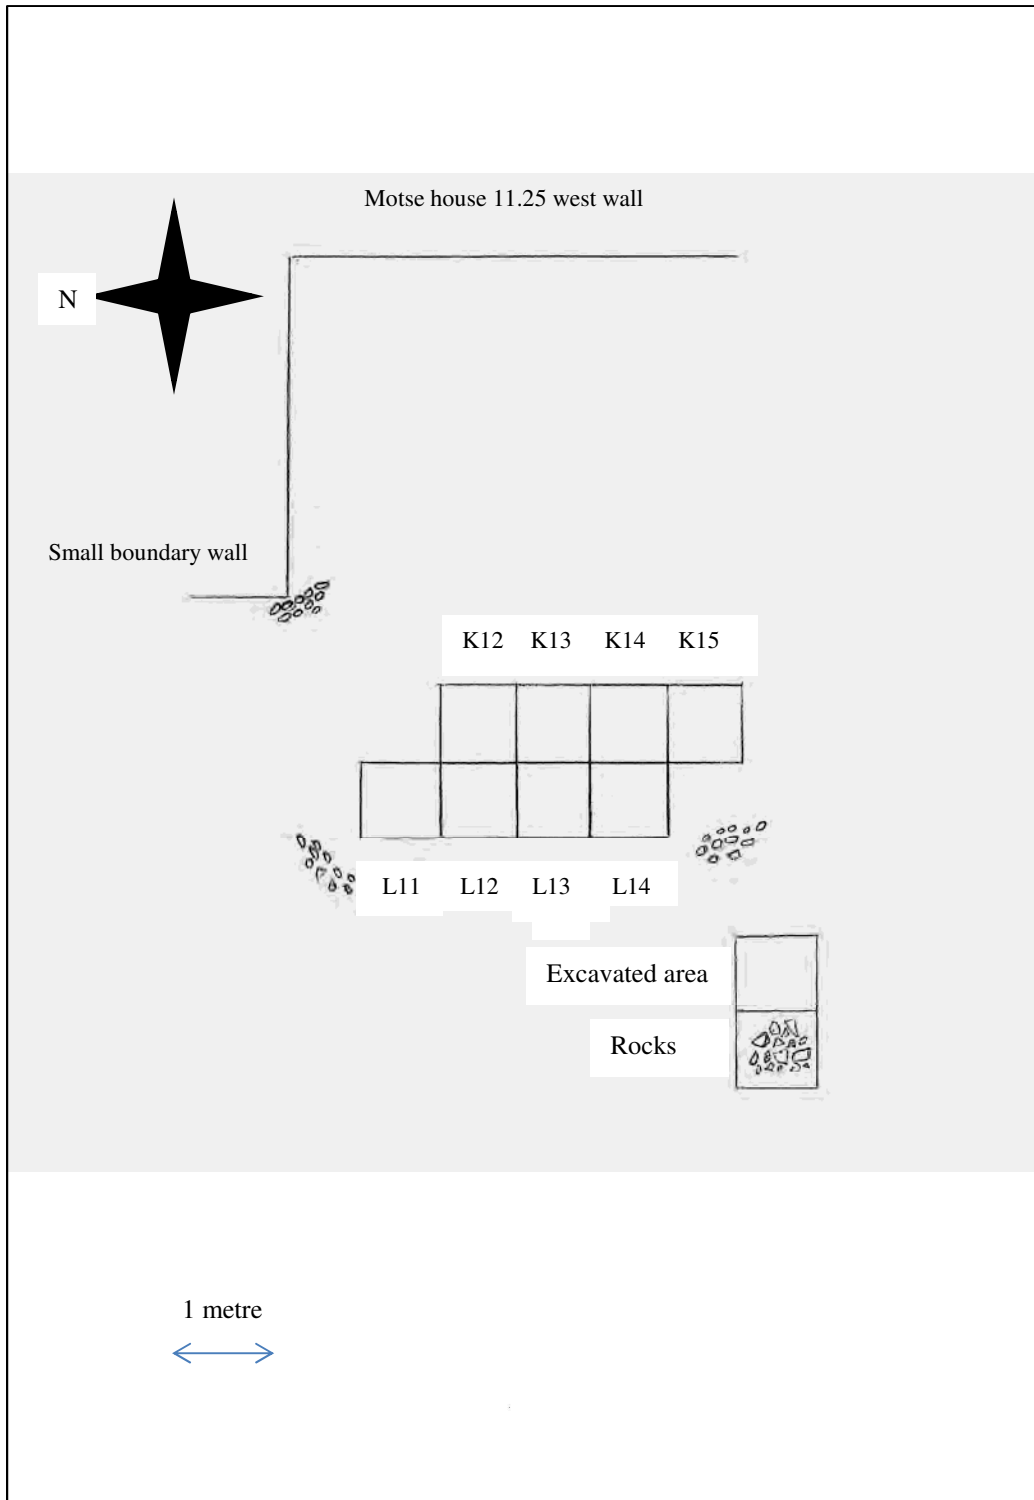 Motse house 11.25 west wall
N
Small boundary wall
K12 K13 K14 K15
L11 L12 L13 L14
Excavated area
Rocks
1 metre